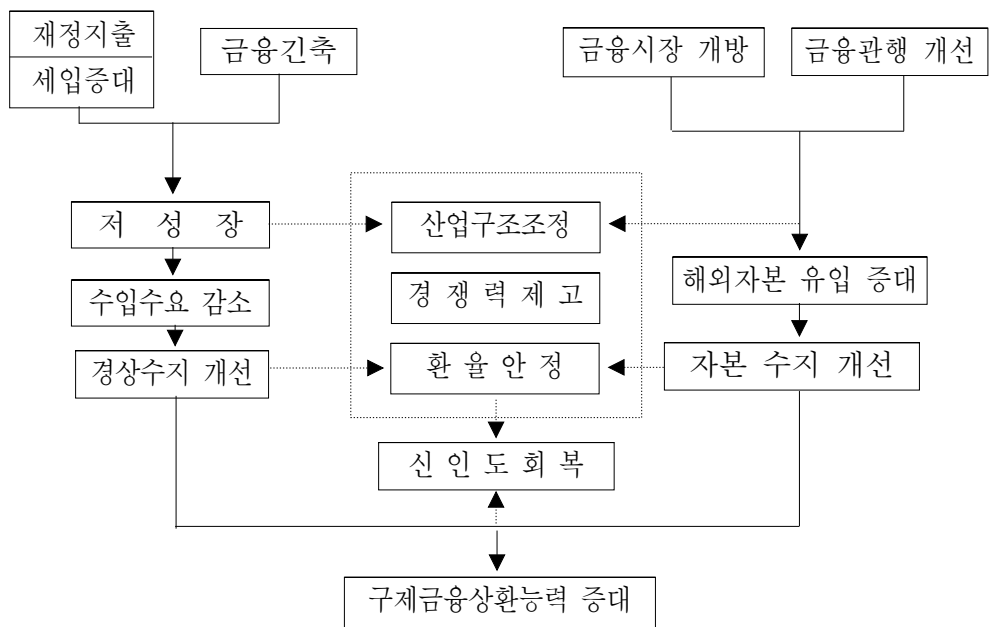 재정지출
세입증대
금융긴축
금융시장 개방
금융관행 개선
저 성 장
산업구조조정
수입수요 감소
경 쟁 력 제 고
해외자본 유입 증대
경상수지 개선
환 율 안 정
자본 수지 개선
신 인 도 회 복
구제금융상환능력 증대